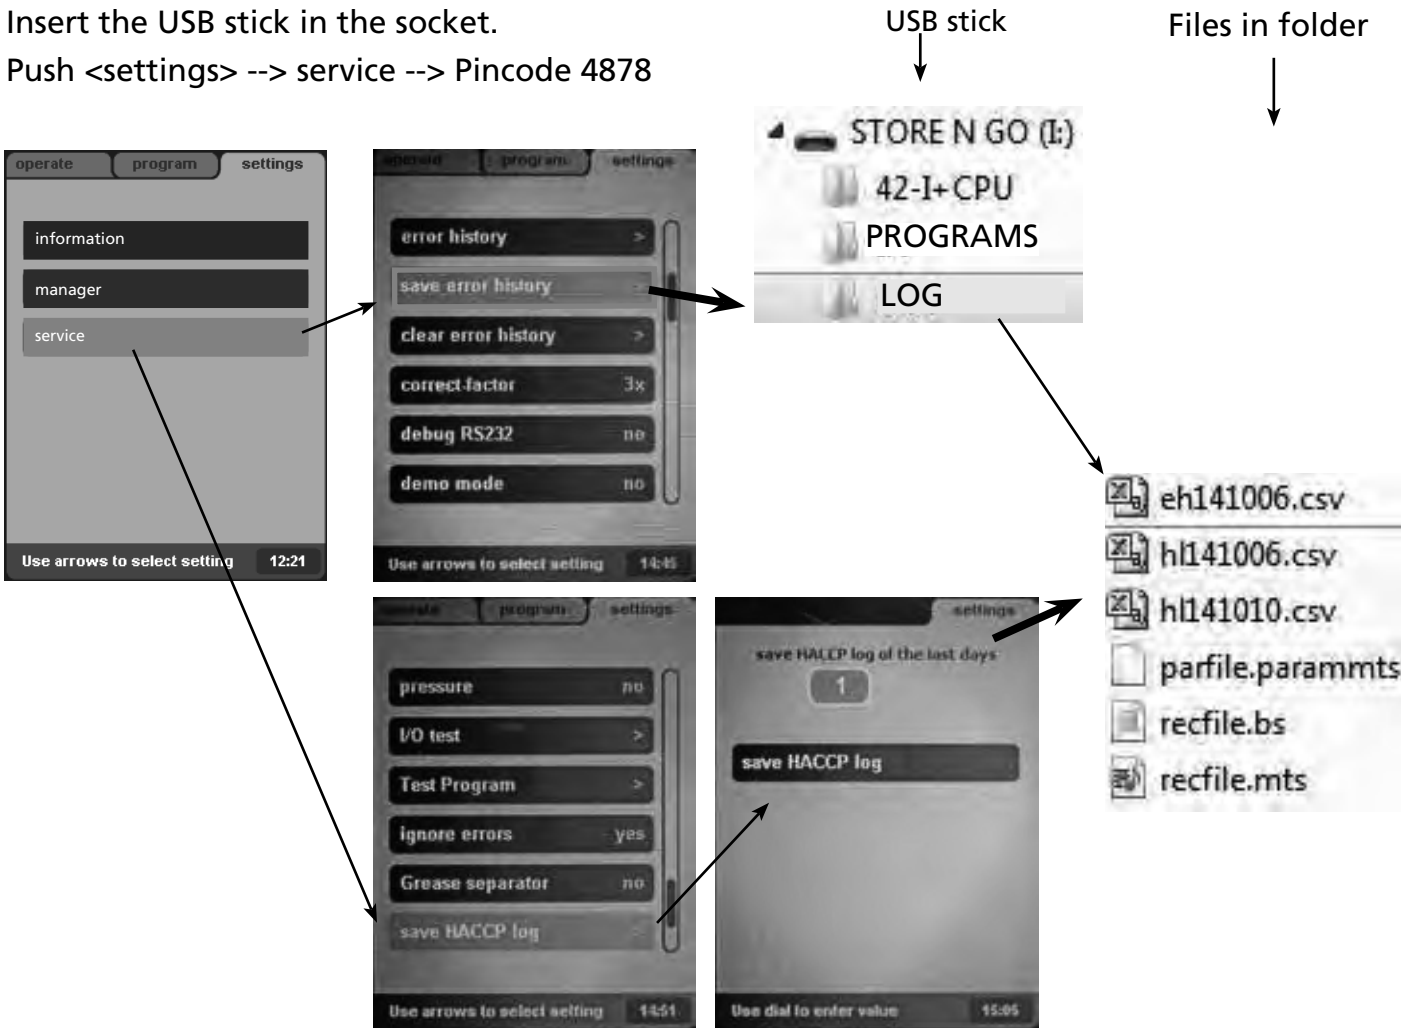 Insert the USB stick in the socket.
Push <settings> --> service --> Pincode 4878
USB stick
Files in folder
operate program settings
information
manager
service
Use arrows to select setting 12:21
operate program settings
error history >
save error history
clear error history >
correct-factor 3x
debug RS232 no
demo mode no
Use arrows to select setting 14:45
STORE N GO (I:)
42-I+CPU
PROGRAMS
LOG
operate program settings
pressure no
I/O test >
Test Program >
ignore errors yes
Grease separator no
save HACCP log
Use arrows to select setting 14:51
settings
save HACCP log of the last days
1
save HACCP log
Use dial to enter value 15:05
eh141006.csv
hl141006.csv
hl141010.csv
parfile.parammts
recfile.bs
recfile.mts